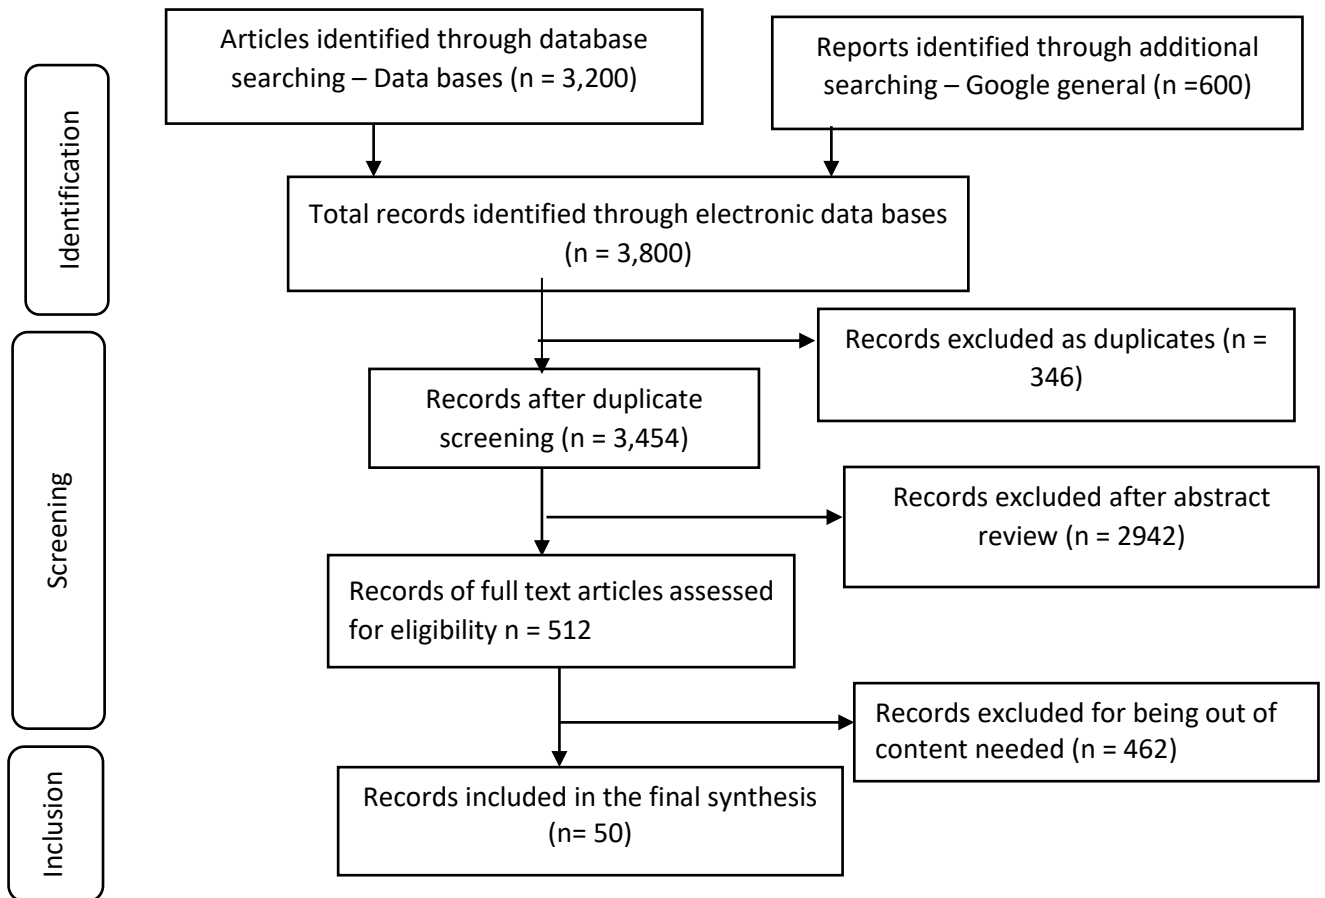 Articles identified through database
searching – Data bases (n = 3,200)
Reports identified through additional
searching – Google general (n =600)
Identification
Total records identified through electronic data bases
(n = 3,800)
Records excluded as duplicates (n =
346)
Screening
Records after duplicate
screening (n = 3,454)
Records excluded after abstract
review (n = 2942)
Records of full text articles assessed
for eligibility n = 512
Records excluded for being out of
content needed (n = 462)
Inclusion
Records included in the final synthesis
(n= 50)